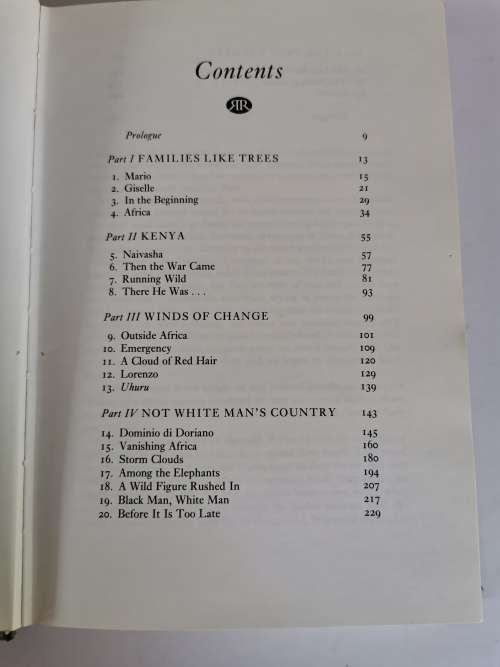 Contents
RR
Prologue 9
Part I FAMILIES LIKE TREES 13
1. Mario 15
2. Giselle 21
3. In the Beginning 29
4. Africa 34
Part II KENYA 55
5. Naivasha 57
6. Then the War Came 77
7. Running Wild 81
8. There He Was . . . 93
Part III WINDS OF CHANGE 99
9. Outside Africa 101
10. Emergency 109
11. A Cloud of Red Hair 120
12. Lorenzo 129
13. Uhuru 139
Part IV NOT WHITE MAN'S COUNTRY 143
14. Dominio di Doriano 145
15. Vanishing Africa 160
16. Storm Clouds 180
17. Among the Elephants 194
18. A Wild Figure Rushed In 207
19. Black Man, White Man 217
20. Before It Is Too Late 229